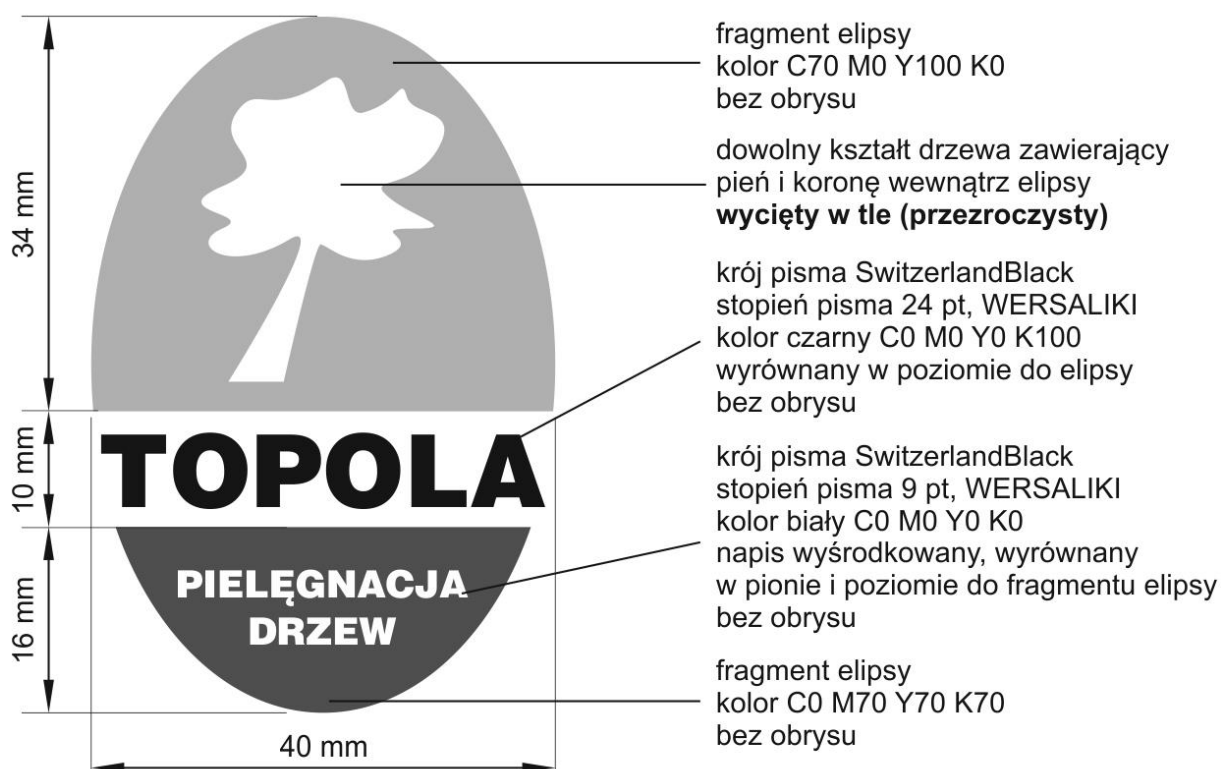 fragment elipsy
kolor C70 M0 Y100 K0
bez obrysu
dowolny kształt drzewa zawierający
pień i koronę wewnątrz elipsy
wycięty w tle (przezroczysty)
34 mm
krój pisma SwitzerlandBlack
stopień pisma 24 pt, WERSALIKI
kolor czarny C0 M0 Y0 K100
wyrównany w poziomie do elipsy
bez obrysu
10 mm
TOPOLA
krój pisma SwitzerlandBlack
stopień pisma 9 pt, WERSALIKI
kolor biały C0 M0 Y0 K0
napis wyśrodkowany, wyrównany
w pionie i poziomie do fragmentu elipsy
bez obrysu
16 mm
PIELĘGNACJA
DRZEW
fragment elipsy
kolor C0 M70 Y70 K70
bez obrysu
40 mm